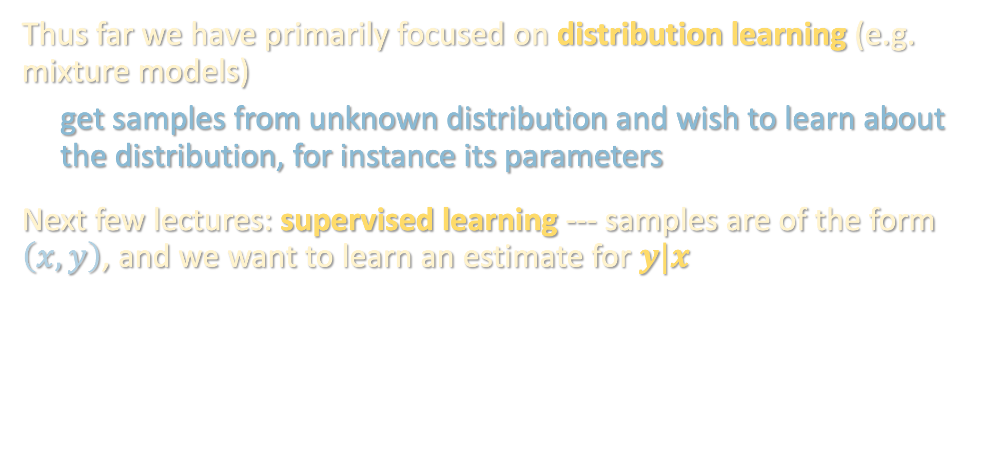 Thus far we have primarily focused on distribution learning (e.g.
mixture models)
get samples from unknown distribution and wish to learn about
the distribution, for instance its parameters
Next few lectures: supervised learning --- samples are of the form
(x, y), and we want to learn an estimate for y|x